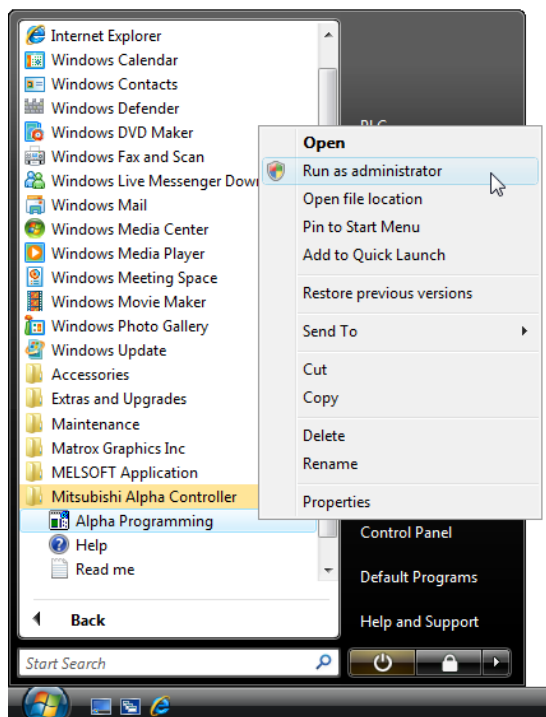 Internet Explorer
Windows Calendar
Windows Contacts
Windows Defender
Windows DVD Maker
Windows Fax and Scan
Windows Live Messenger Dow
Windows Mail
Windows Media Center
Windows Media Player
Windows Meeting Space
Windows Movie Maker
Windows Photo Gallery
Windows Update
Accessories
Extras and Upgrades
Maintenance
Matrox Graphics Inc
MELSOFT Application
Mitsubishi Alpha Controller
Alpha Programming
Help
Read me
Back
Start Search
Open
Run as administrator
Open file location
Pin to Start Menu
Add to Quick Launch
Restore previous versions
Send To
Cut
Copy
Delete
Rename
Properties
Control Panel
Default Programs
Help and Support